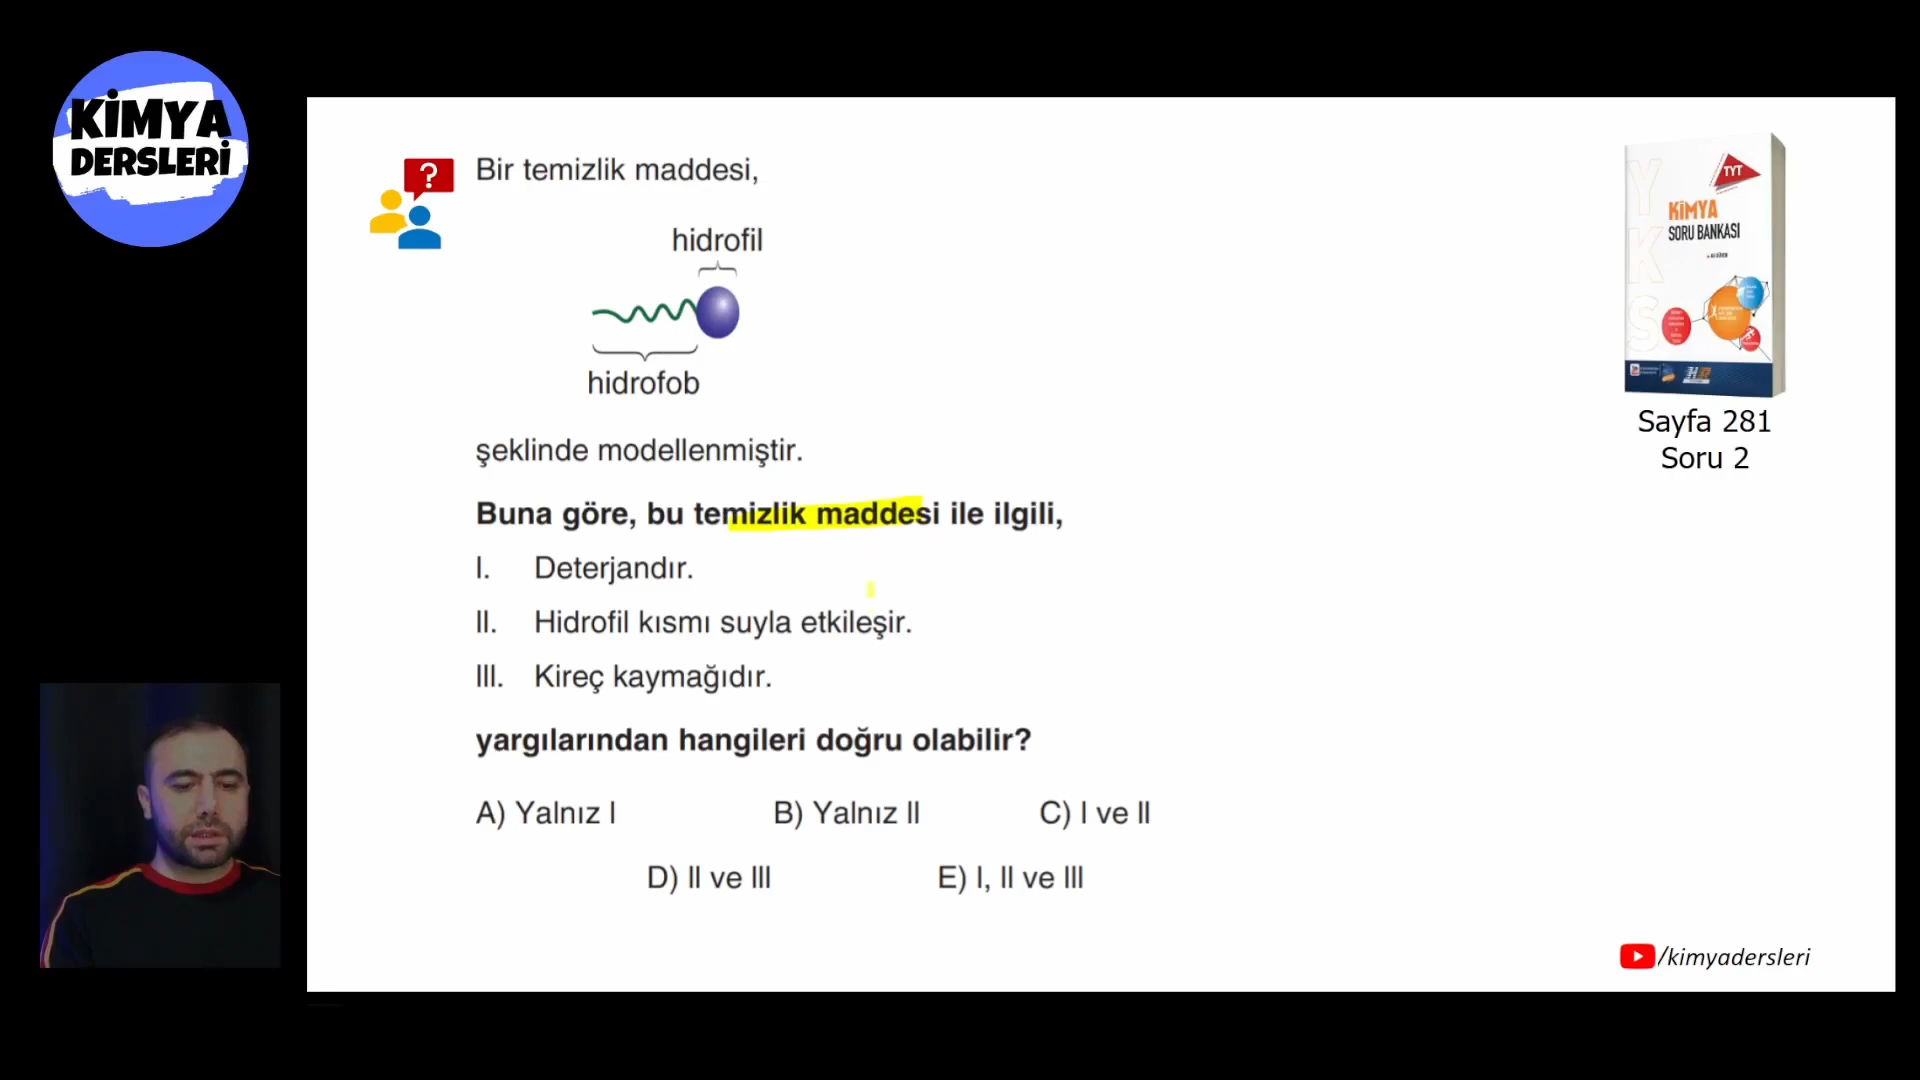 KİMYA
DERSLERİ
?
Bir temizlik maddesi,
hidrofil
hidrofob
şeklinde modellenmiştir.
Buna göre, bu temizlik maddesi ile ilgili,
I. Deterjandır.
II. Hidrofil kısmı suyla etkileşir.
III. Kireç kaymağıdır.
yargılarından hangileri doğru olabilir?
A) Yalnız I B) Yalnız II C) I ve II
D) II ve III E) I, II ve III
YKS
TYT
KİMYA
SORU BANKASI
Sayfa 281
Soru 2
/kimyadersleri